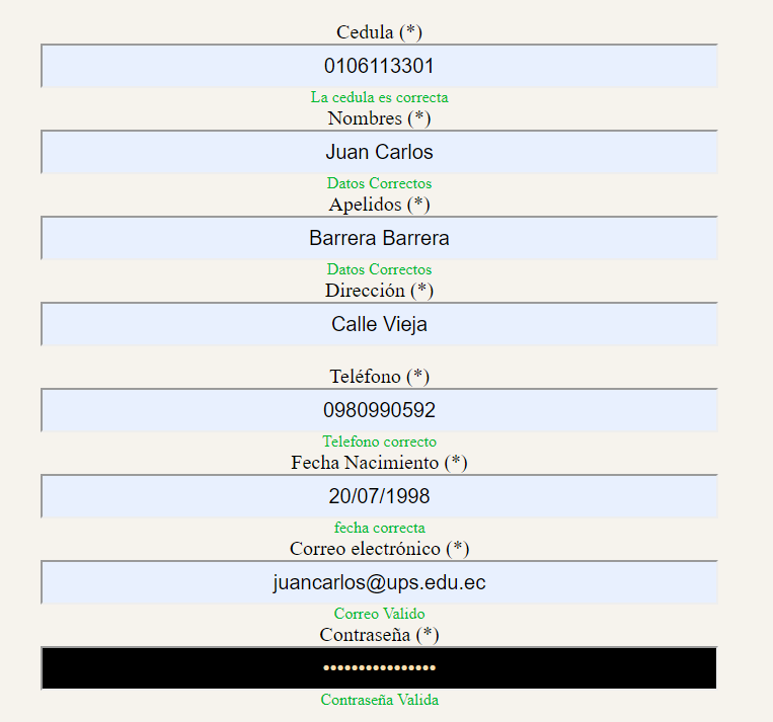 Cedula (*)
0106113301
La cedula es correcta
Nombres (*)
Juan Carlos
Datos Correctos
Apelidos (*)
Barrera Barrera
Datos Correctos
Dirección (*)
Calle Vieja
Teléfono (*)
0980990592
Telefono correcto
Fecha Nacimiento (*)
20/07/1998
fecha correcta
Correo electrónico (*)
juancarlos@ups.edu.ec
Correo Valido
Contraseña (*)
••••••••••••••••
Contraseña Valida